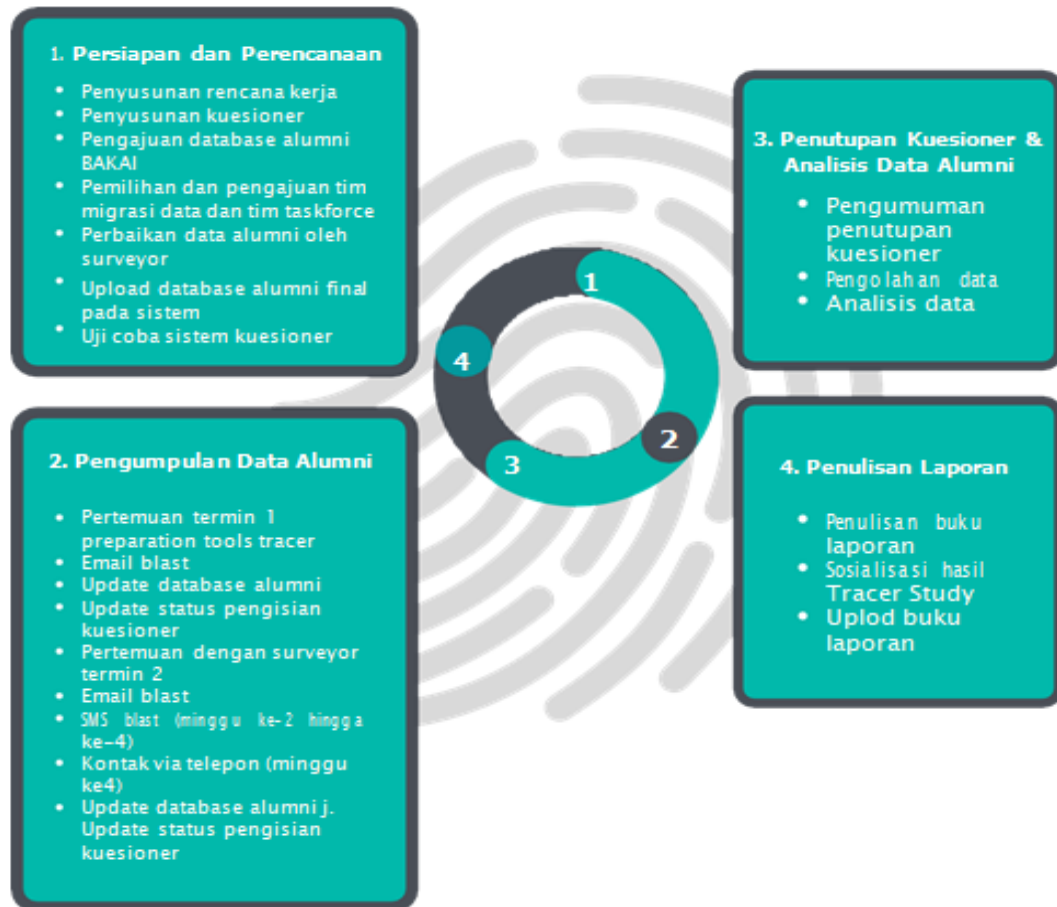 1. Persiapan dan Perencanaan
• Penyusunan rencana kerja
• Penyusunan kuesioner
• Pengajuan database alumni
BAKAI
• Pemilihan dan pengajuan tim
migrasi data dan tim taskforce
• Perbaikan data alumni oleh
surveyor
• Upload database alumni final
pada sistem
• Uji coba sistem kuesioner
2. Pengumpulan Data Alumni
• Pertemuan termin 1
preparation tools tracer
• Email blast
• Update database alumni
• Update status pengisian
kuesioner
• Pertemuan dengan surveyor
termin 2
• Email blast
• SMS blast (minggu ke-2 hingga
ke-4)
• Kontak via telepon (minggu
ke4)
• Update database alumni j.
Update status pengisian
kuesioner
1
2
3
4
3. Penutupan Kuesioner &
Analisis Data Alumni
• Pengumuman
penutupan
kuesioner
• Pengolahan data
• Analisis data
4. Penulisan Laporan
• Penulisan buku
laporan
• Sosialisasi hasil
Tracer Study
• Uplod buku
laporan